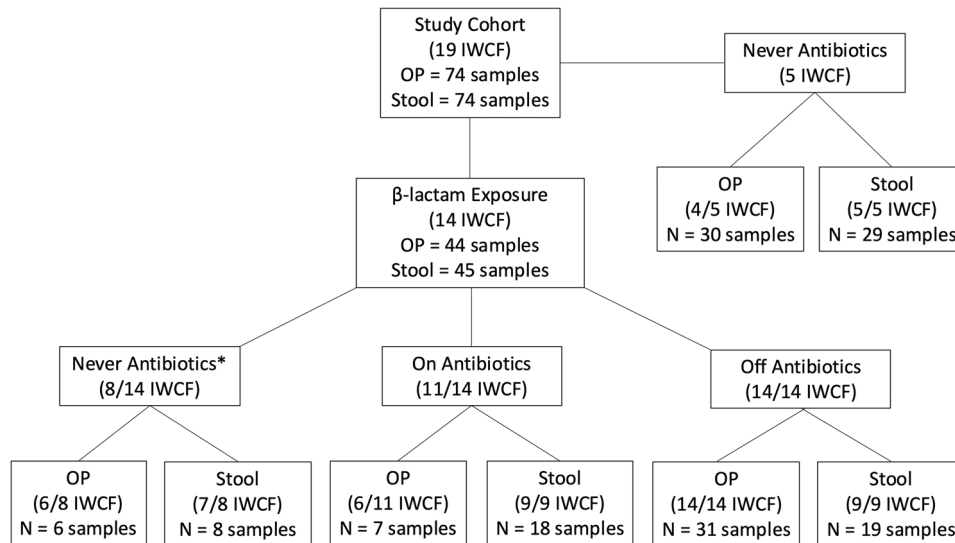 Study Cohort
(19 IWCF)
OP = 74 samples
Stool = 74 samples
Never Antibiotics
(5 IWCF)
OP
(4/5 IWCF)
N = 30 samples
Stool
(5/5 IWCF)
N = 29 samples
β-lactam Exposure
(14 IWCF)
OP = 44 samples
Stool = 45 samples
Never Antibiotics*
(8/14 IWCF)
On Antibiotics
(11/14 IWCF)
Off Antibiotics
(14/14 IWCF)
OP
(6/8 IWCF)
N = 6 samples
Stool
(7/8 IWCF)
N = 8 samples
OP
(6/11 IWCF)
N = 7 samples
Stool
(9/9 IWCF)
N = 18 samples
OP
(14/14 IWCF)
N = 31 samples
Stool
(9/9 IWCF)
N = 19 samples